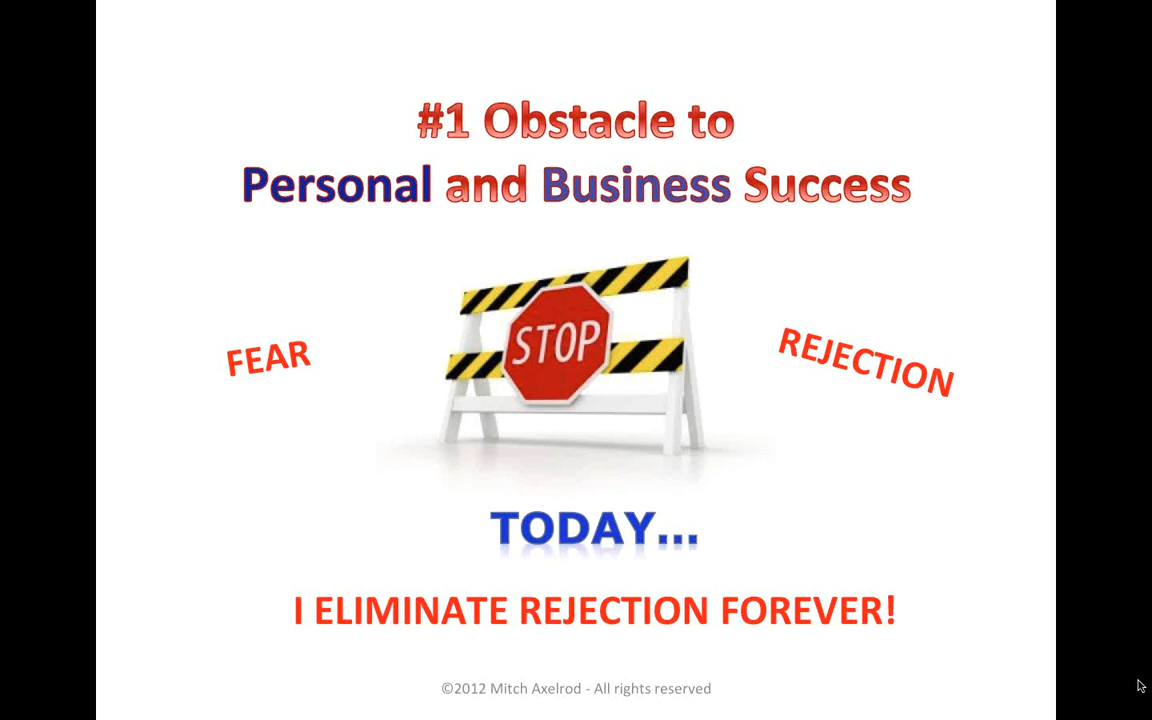 #1 Obstacle to
Personal and Business Success
STOP
FEAR
REJECTION
TODAY...
I ELIMINATE REJECTION FOREVER!
©2012 Mitch Axelrod - All rights reserved